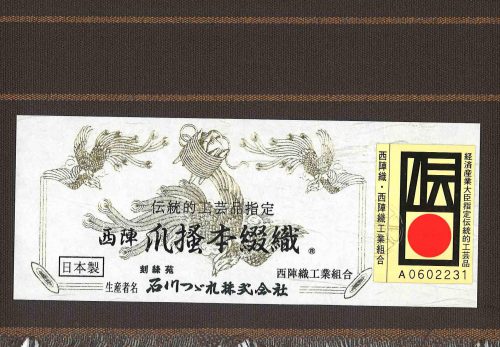 伝統的工芸品指定
西陣 爪掻本綴織 ®
日本製
刻緑苑
西陣織工業組合
生産者名 石川つづれ株式会社
経済産業大臣指定伝統的工芸品
伝
西陣織・西陣織工業組合
A0602231